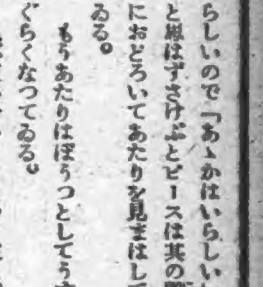 らしいので「あゝかはいらしい
と思はずさけぶとピースは其の
におどろいてあたりを見まはして
ゐる。
もうあたりはぼうつとしてう
ぐらくなつてゐる。